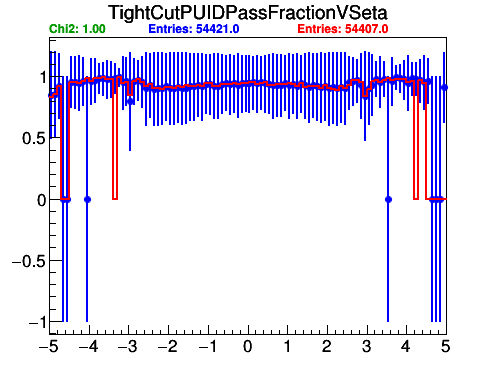 TightCutPUIDPassFractionVSeta
Chi2: 1.00 Entries: 54421.0 Entries: 54407.0
1
0.5
0
−0.5
−1
−5 −4 −3 −2 −1 0 1 2 3 4 5